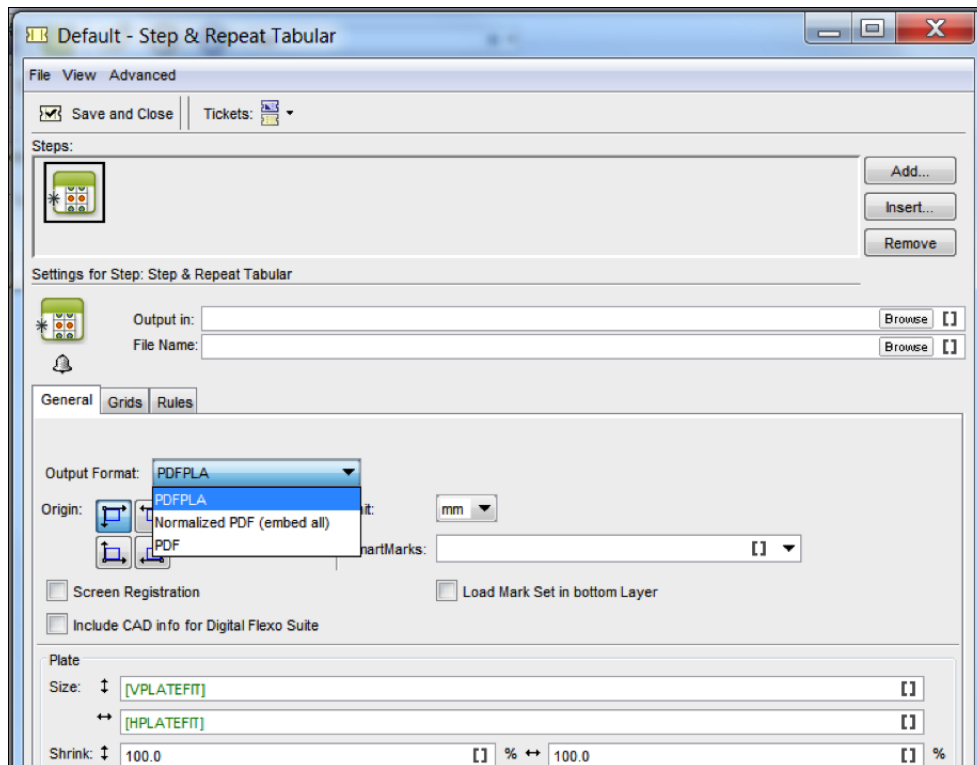 Default - Step & Repeat Tabular
File View Advanced
Save and Close Tickets:
Steps:
Add...
Insert...
Remove
Settings for Step: Step & Repeat Tabular
Output in: Browse []
File Name: Browse []
General Grids Rules
Output Format: PDFPLA
PDFPLA
Normalized PDF (embed all)
PDF
Origin: mm
[]
Screen Registration Load Mark Set in bottom Layer
Include CAD info for Digital Flexo Suite
Plate
Size: [VPLATEFIT] []
[HPLATEFIT] []
Shrink: 100.0 [] % 100.0 [] %